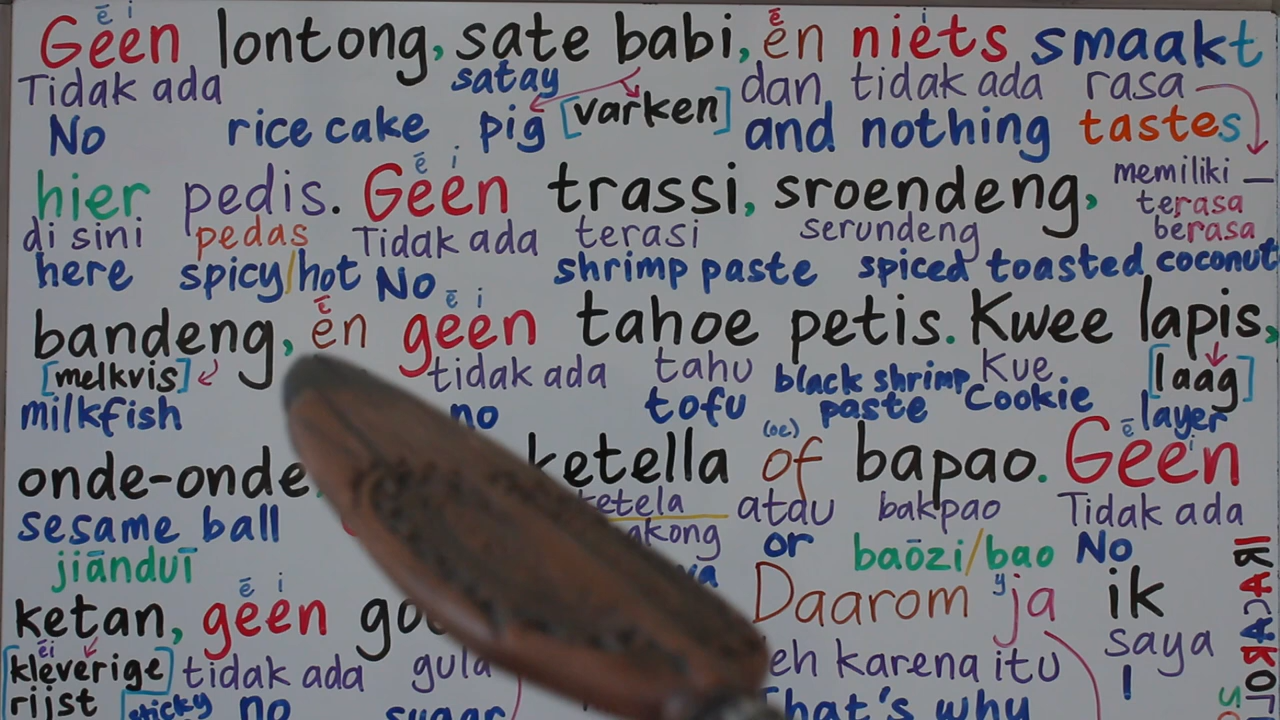 ē i ē i
Geen lontong, sate babi, en niets smaakt
Tidak ada satay dan tidak ada rasa
No rice cake pig [varken] and nothing tastes
ē i
hier pedis. Geen trassi, sroendeng,
memiliki
di sini pedas Tidak ada terasi serundeng terasa
berasa
here spicy/hot No shrimp paste spiced toasted coconut
ē ē i
bandeng, en geen tahoe petis. Kwee lapis,
[melkvis] tidak ada tahu Kue [laag]
milkfish no tofu black shrimp paste Cookie layer
(oe) ē i
onde-onde, ketella of bapao. Geen
sesame ball ketela atau bakpao Tidak ada
jiānduī or baōzi/bao No
ē i y
ketan, geen Daarom ja ik
ēi
[kleverige rijst] tidak ada gula karena itu saya
sticky no sugar That's why I